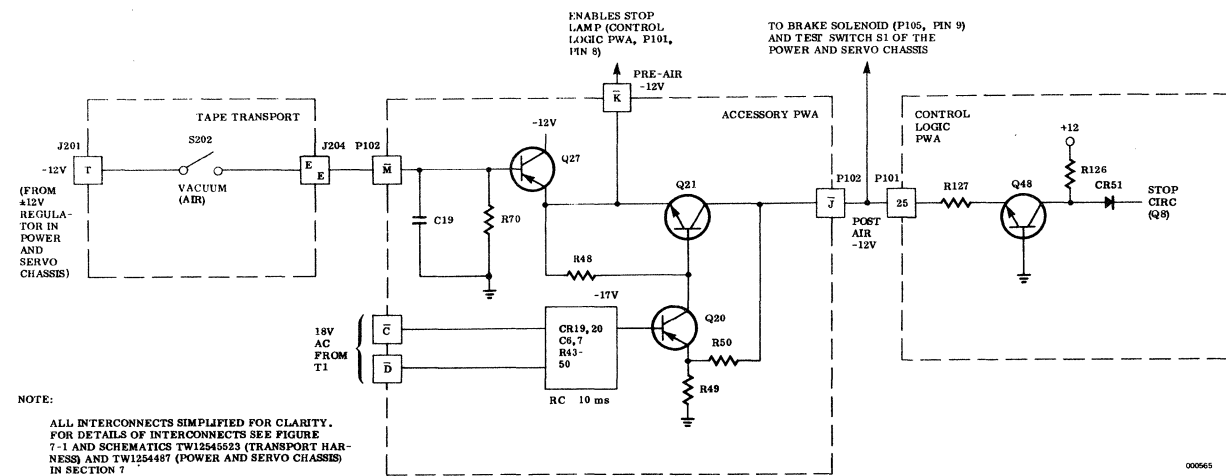 ENABLES STOP
LAMP (CONTROL
LOGIC PWA, P101,
PIN 8)
TO BRAKE SOLENOID (P105, PIN 9)
AND TEST SWITCH S1 OF THE
POWER AND SERVO CHASSIS
PRE-AIR
-12V
K
TAPE TRANSPORT
ACCESSORY PWA
CONTROL
LOGIC
PWA
J201
T
-12V
(FROM
±12V
REGULA-
TOR IN
POWER
AND
SERVO
CHASSIS)
S202
VACUUM
(AIR)
J204
E
E
P102
M
-12V
Q27
C19
R70
R48
Q21
P102
J
POST
AIR
-12V
P101
25
R127
Q48
+12
R126
CR51
STOP
CIRC
(Q8)
18V
AC
FROM
T1
C
D
-17V
CR19, 20
C6, 7
R43-
50
RC 10 ms
Q20
R50
R49
NOTE:
ALL INTERCONNECTS SIMPLIFIED FOR CLARITY.
FOR DETAILS OF INTERCONNECTS SEE FIGURE
7-1 AND SCHEMATICS TW12545523 (TRANSPORT HAR-
NESS) AND TW1254487 (POWER AND SERVO CHASSIS)
IN SECTION 7
000565